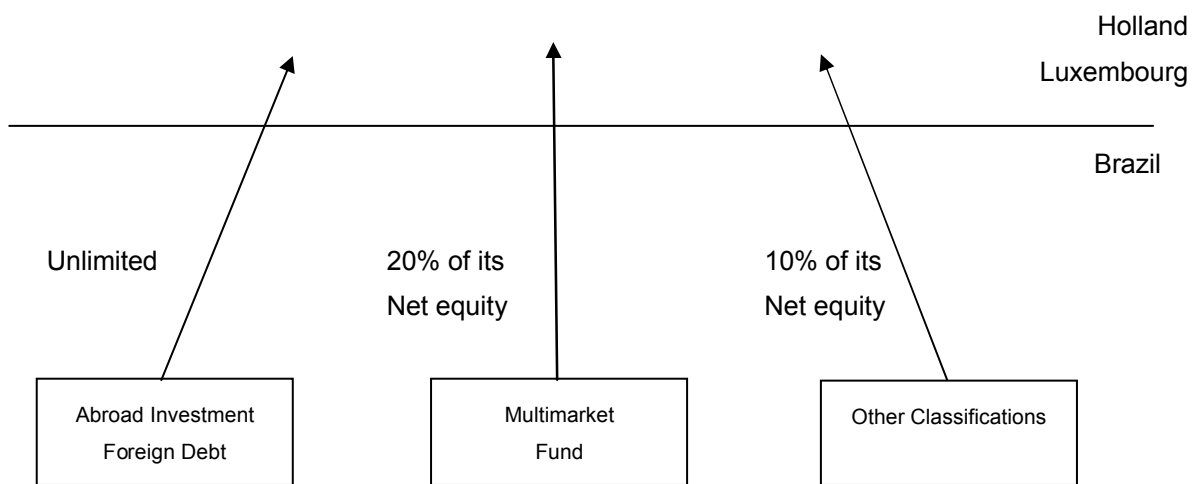 Holland
Luxembourg
Brazil
Unlimited
20% of its
Net equity
10% of its
Net equity
Abroad Investment
Foreign Debt
Multimarket
Fund
Other Classifications